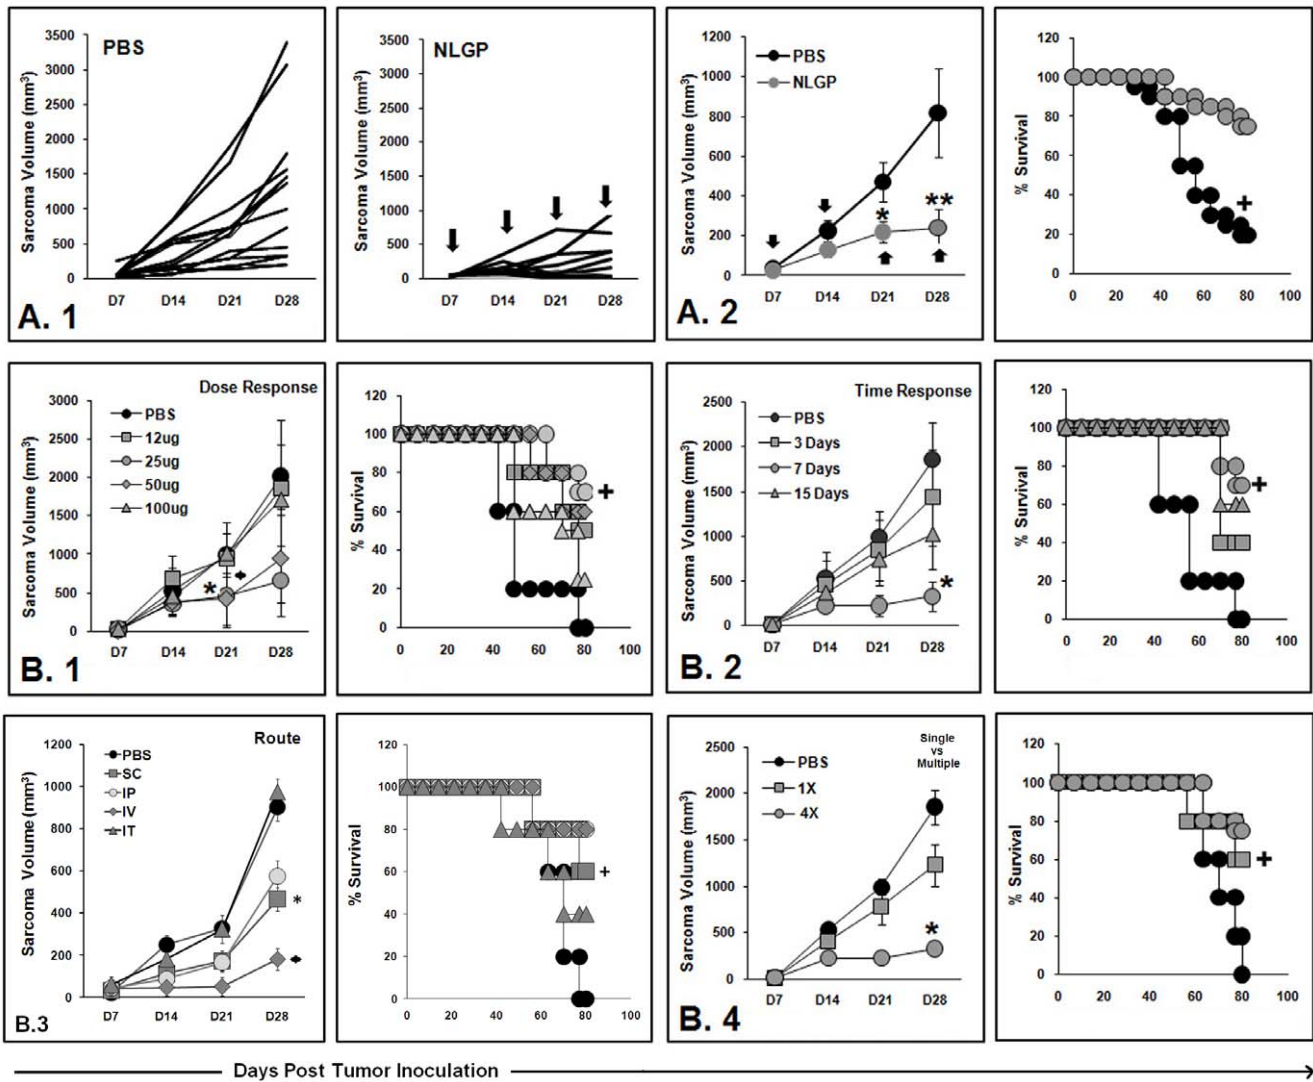 PBS
Sarcoma Volume (mm³)
3500
3000
2500
2000
1500
1000
500
0
D7 D14 D21 D28
A. 1
NLGP
Sarcoma Volume (mm³)
3500
3000
2500
2000
1500
1000
500
0
D7 D14 D21 D28
Sarcoma Volume (mm³)
1200
1000
800
600
400
200
0
PBS
NLGP
*
**
D7 D14 D21 D28
A. 2
% Survival
120
100
80
60
40
20
0
+
0 20 40 60 80 100
Dose Response
Sarcoma Volume (mm³)
3000
2500
2000
1500
1000
500
0
PBS
12ug
25ug
50ug
100ug
*
D7 D14 D21 D28
B. 1
% Survival
120
100
80
60
40
20
0
+
0 20 40 60 80 100
Time Response
Sarcoma Volume (mm³)
2500
2000
1500
1000
500
0
PBS
3 Days
7 Days
15 Days
*
D7 D14 D21 D28
B. 2
% Survival
120
100
80
60
40
20
0
+
0 20 40 60 80 100
Route
Sarcoma Volume (mm³)
1200
1000
800
600
400
200
0
PBS
SC
IP
IV
IT
*
D7 D14 D21 D28
B.3
% Survival
120
100
80
60
40
20
0
+
0 20 40 60 80 100
Single
vs
Multiple
Sarcoma Volume (mm³)
2500
2000
1500
1000
500
0
PBS
1X
4X
*
D7 D14 D21 D28
B. 4
% Survival
120
100
80
60
40
20
0
+
0 20 40 60 80 100
Days Post Tumor Inoculation